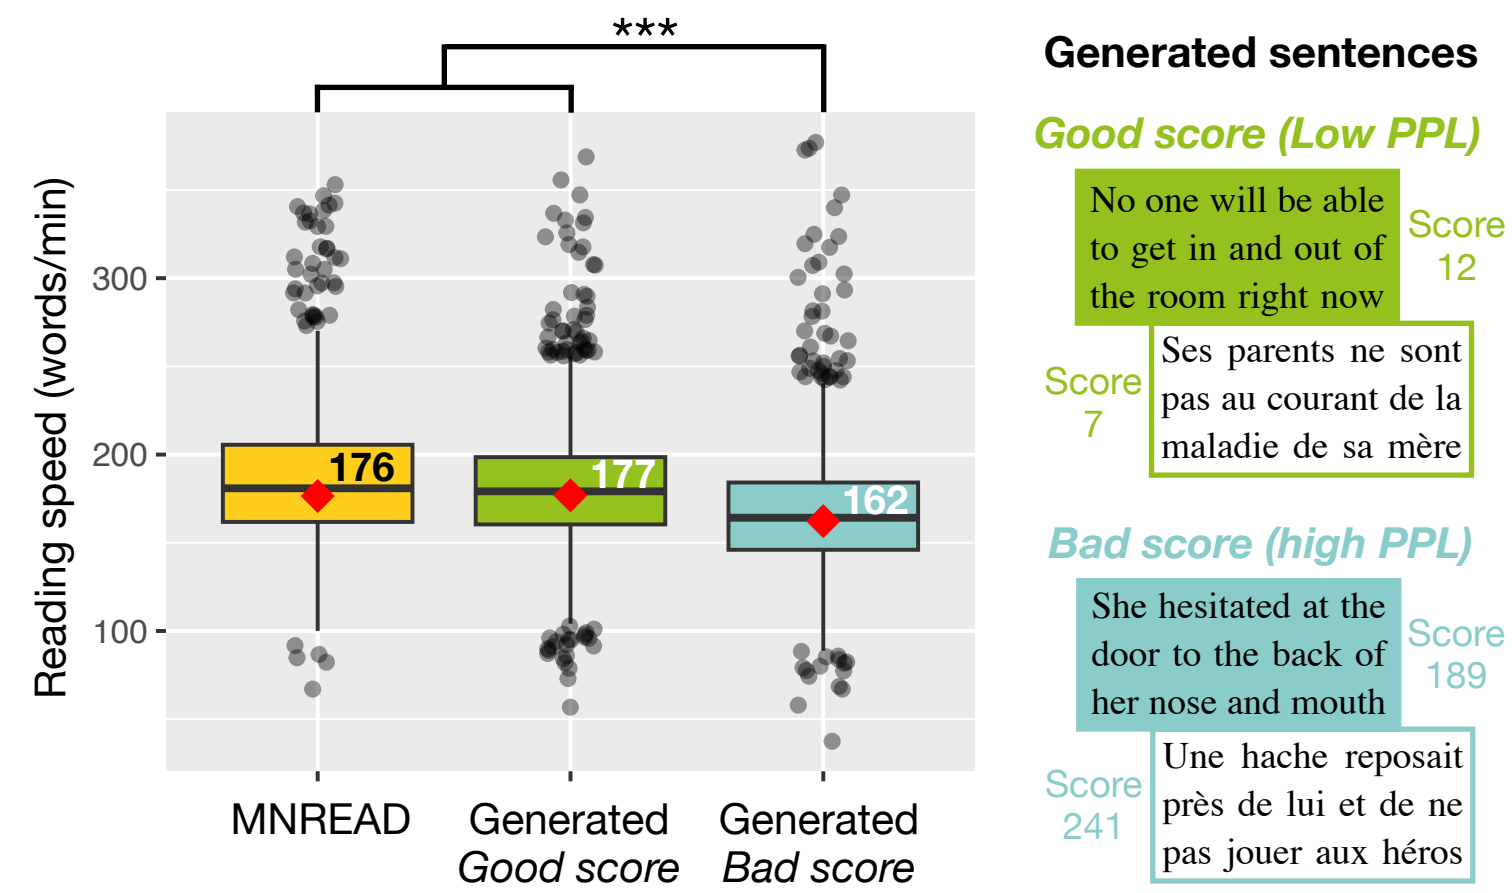 ***
Reading speed (words/min)
300
200
100
176
177
162
MNREAD
Generated
Good score
Generated
Bad score
Generated sentences
Good score (Low PPL)
No one will be able
to get in and out of
the room right now
Score
12
Ses parents ne sont
pas au courant de la
maladie de sa mère
Score
7
Bad score (high PPL)
She hesitated at the
door to the back of
her nose and mouth
Score
189
Une hache reposait
près de lui et de ne
pas jouer aux héros
Score
241